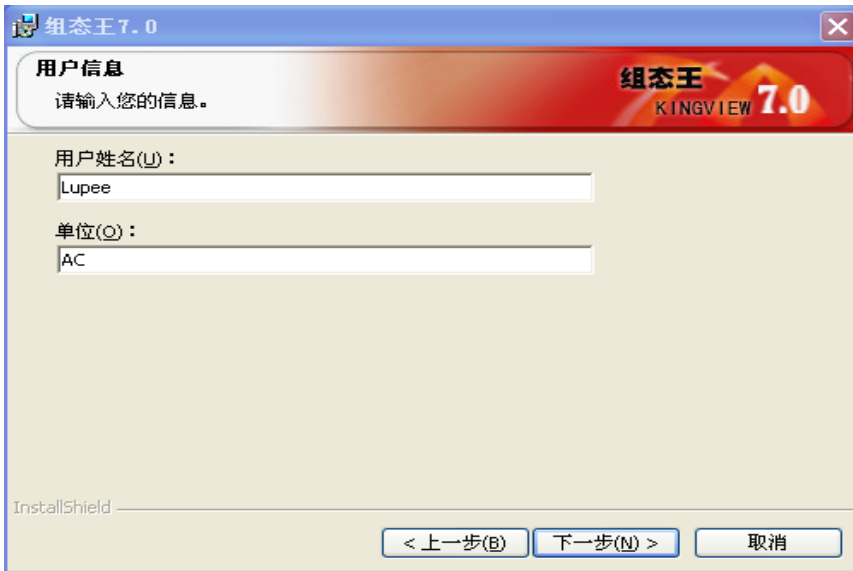 组态王7.0
用户信息
请输入您的信息。
组态王
KINGVIEW 7.0
用户姓名(U)：
Lupee
单位(O)：
AC
InstallShield
< 上一步(B) 下一步(N) > 取消